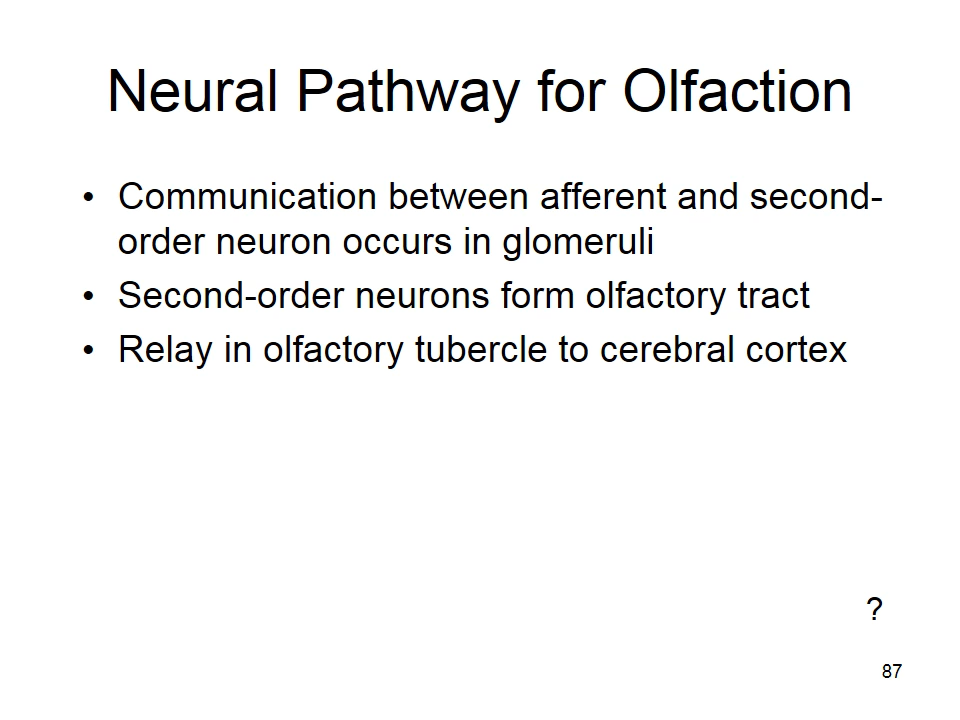 Neural Pathway for Olfaction
• Communication between afferent and second-
order neuron occurs in glomeruli
• Second-order neurons form olfactory tract
• Relay in olfactory tubercle to cerebral cortex
?
87